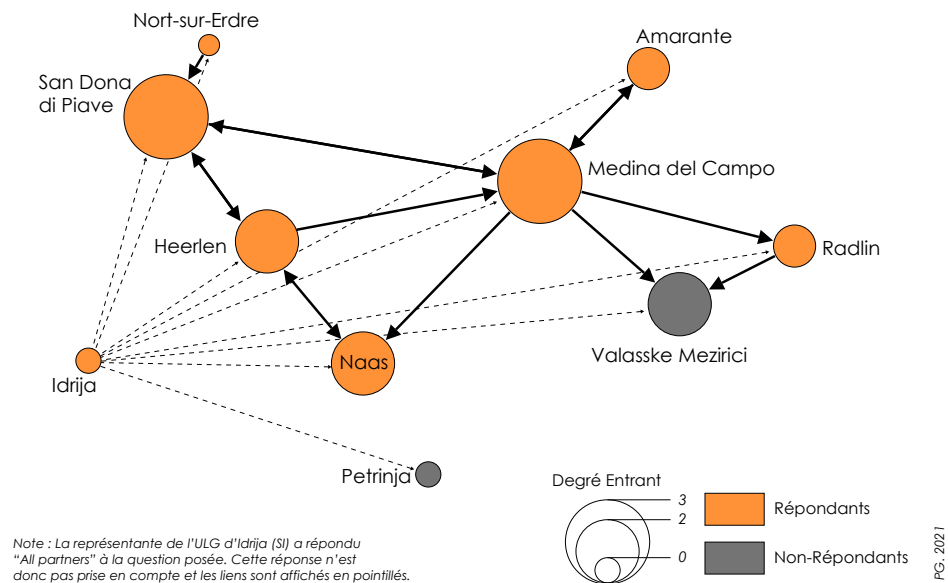 Nort-sur-Erdre
Amarante
San Dona
di Piave
Medina del Campo
Heerlen
Radlin
Valasske Mezirici
Naas
Idrija
Petrinja
Degré Entrant
3
2
0
Répondants
Non-Répondants
Note : La représentante de l'ULG d'Idrija (SI) a répondu
"All partners" à la question posée. Cette réponse n'est
donc pas prise en compte et les liens sont affichés en pointillés.
PG, 2021